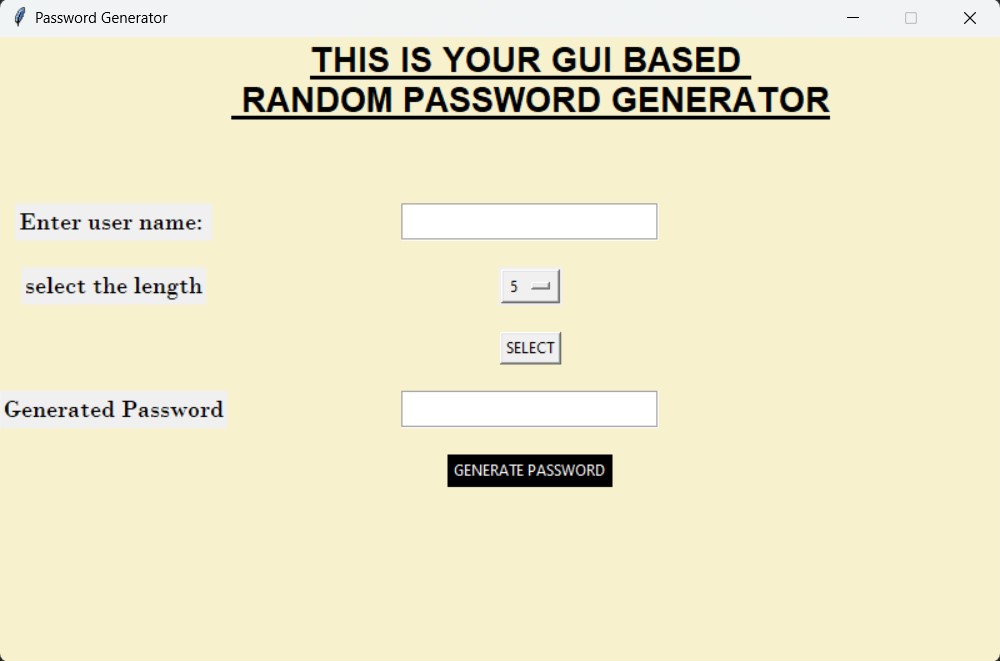 Password Generator
THIS IS YOUR GUI BASED
RANDOM PASSWORD GENERATOR
Enter user name:
select the length
5
SELECT
Generated Password
GENERATE PASSWORD